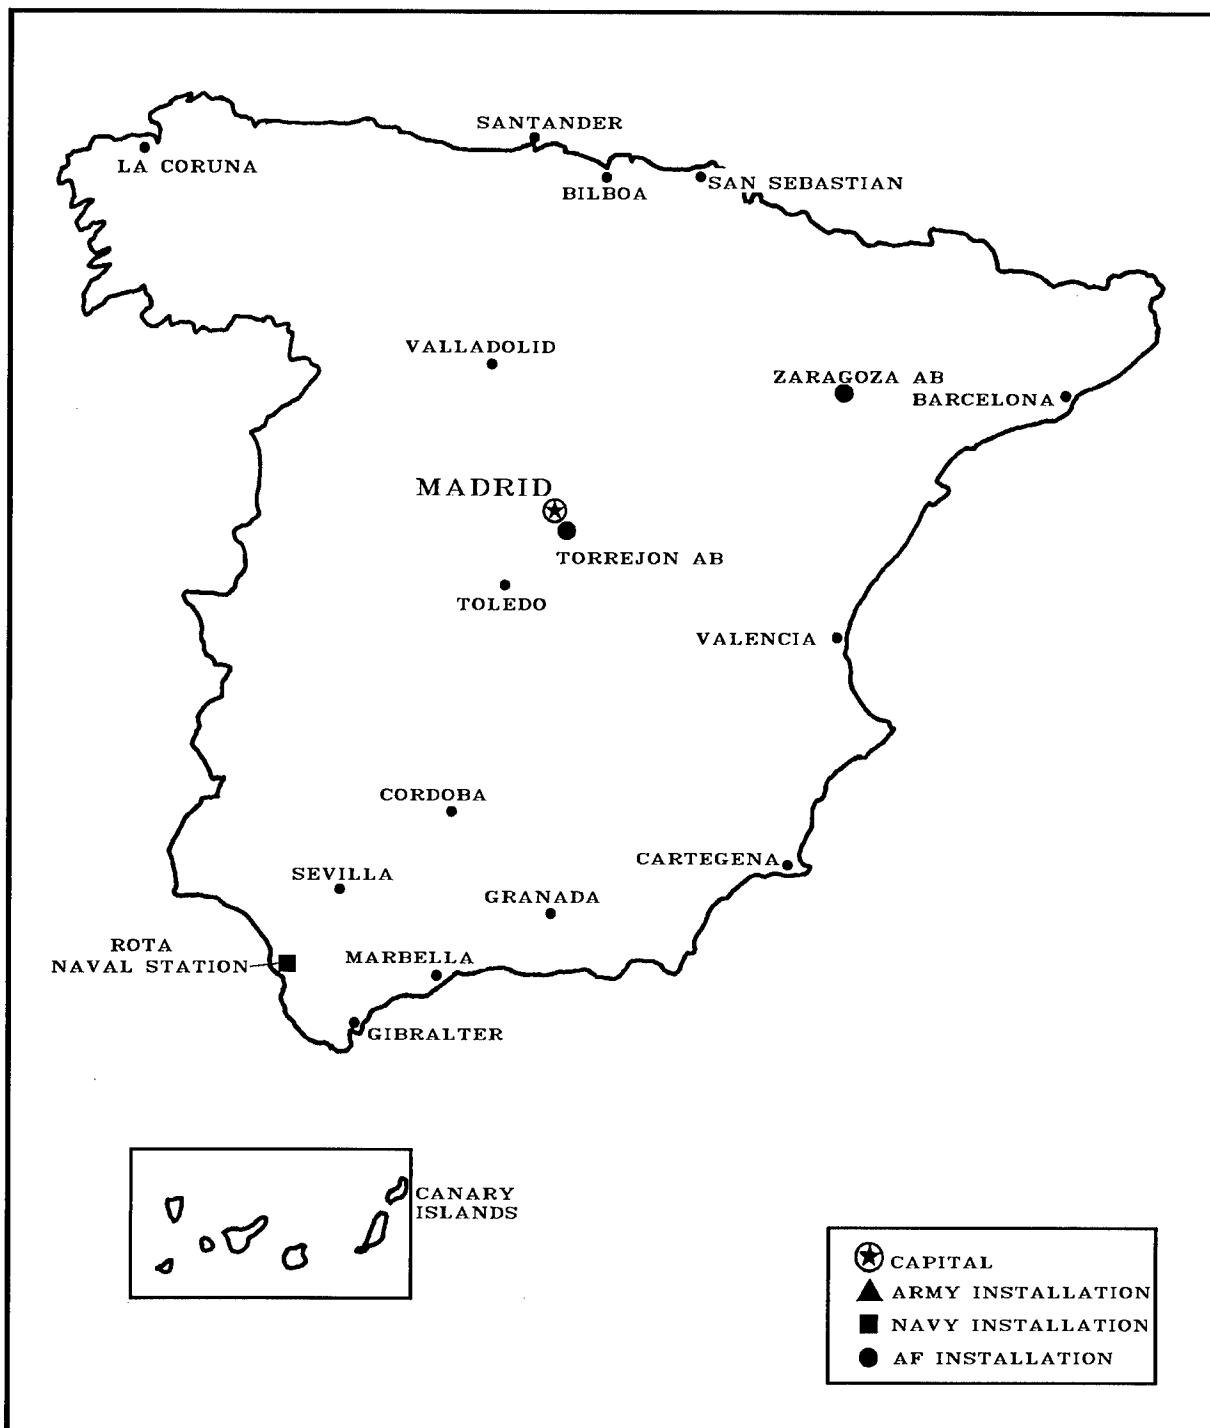 SANTANDER
LA CORUNA
BILBOA
SAN SEBASTIAN
VALLADOLID
ZARAGOZA AB
BARCELONA
MADRID
TORREJON AB
TOLEDO
VALENCIA
CORDOBA
CARTEGENA
SEVILLA
GRANADA
ROTA
NAVAL STATION
MARBELLA
GIBRALTER
CANARY
ISLANDS
CAPITAL
ARMY INSTALLATION
NAVY INSTALLATION
AF INSTALLATION